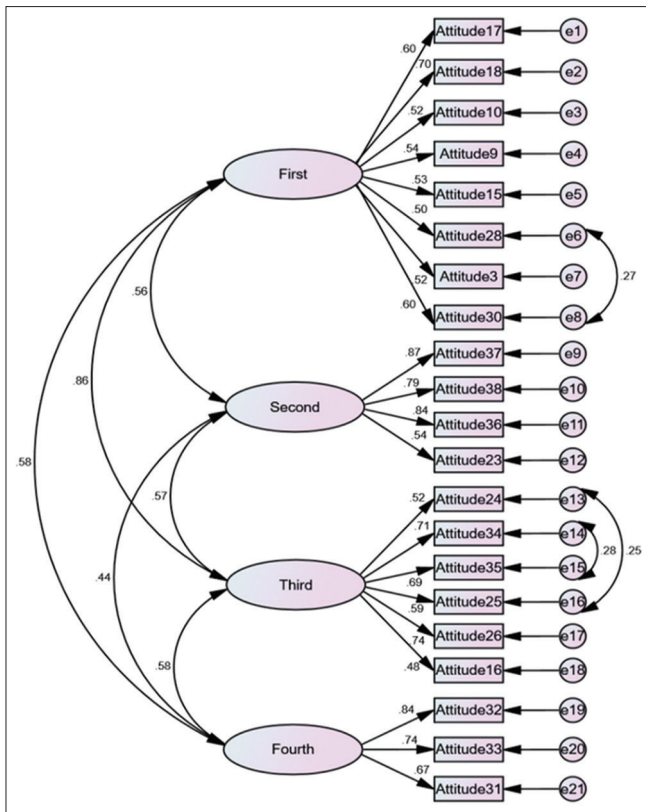 .60 Attitude17 e1
.70 Attitude18 e2
.52 Attitude10 e3
.54 Attitude9 e4
First
.53 Attitude15 e5
.50 Attitude28 e6
.52 Attitude3 e7
.27
.60 Attitude30 e8
.56
.87 Attitude37 e9
.86
.79 Attitude38 e10
Second
.84 Attitude36 e11
.54 Attitude23 e12
.58
.57
.52 Attitude24 e13
.71 Attitude34 e14
.28 .25
.69 Attitude35 e15
.44
Third
.59 Attitude25 e16
.74 Attitude26 e17
.48 Attitude16 e18
.58
.84 Attitude32 e19
Fourth
.74 Attitude33 e20
.67 Attitude31 e21